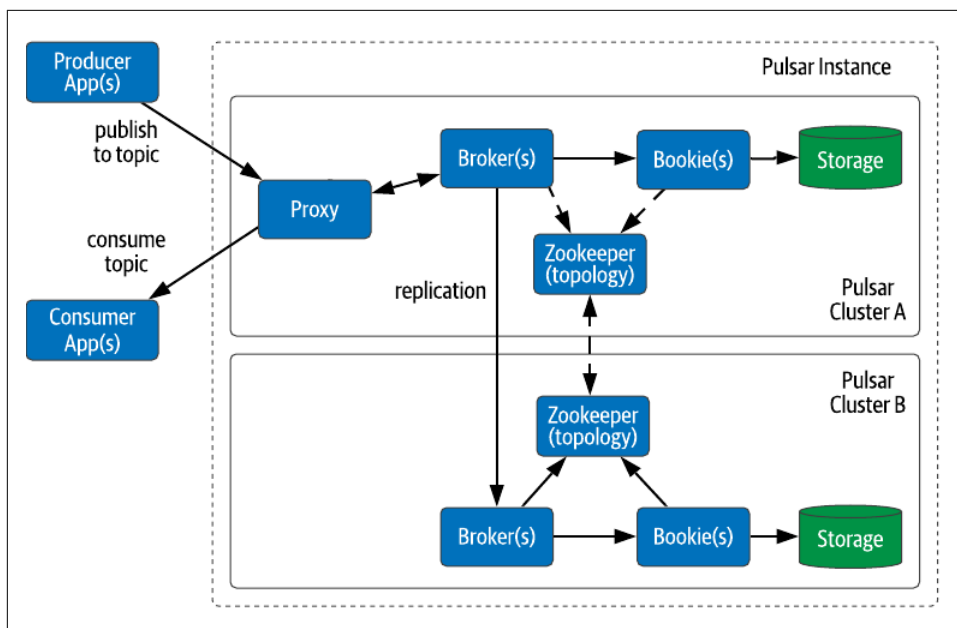 Producer
App(s)
Pulsar Instance
publish
to topic
Broker(s)
Bookie(s)
Storage
Proxy
consume
topic
Zookeeper
(topology)
replication
Pulsar
Cluster A
Consumer
App(s)
Pulsar
Cluster B
Zookeeper
(topology)
Broker(s)
Bookie(s)
Storage